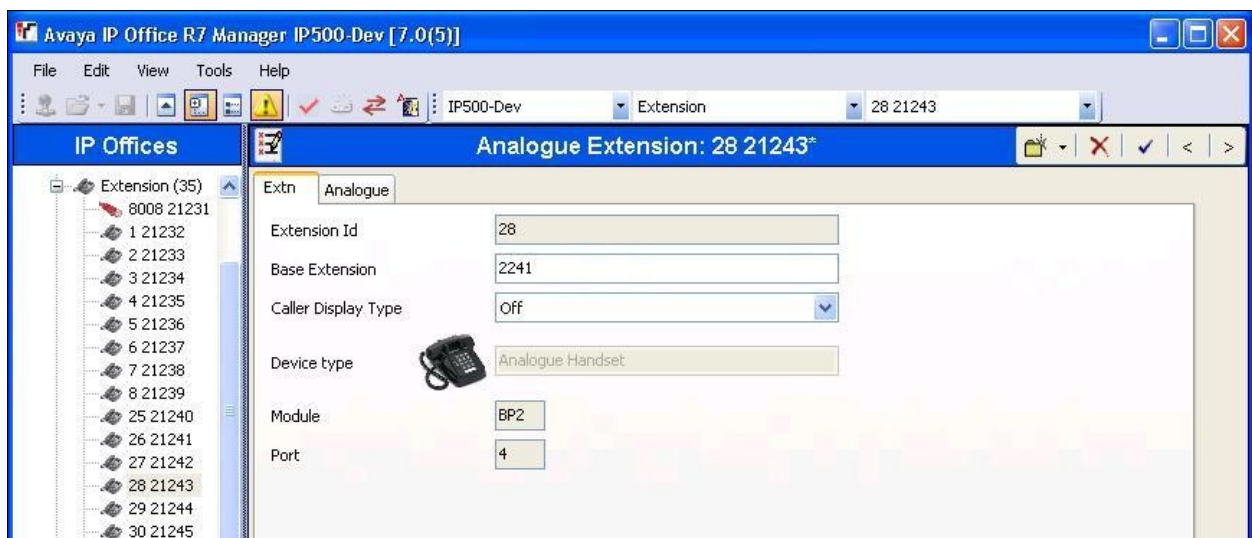 Avaya IP Office R7 Manager IP500-Dev [7.0(5)]
File Edit View Tools Help
IP500-Dev Extension 28 21243
IP Offices
Analogue Extension: 28 21243*
< >
Extension (35)
8008 21231
1 21232
2 21233
3 21234
4 21235
5 21236
6 21237
7 21238
8 21239
25 21240
26 21241
27 21242
28 21243
29 21244
30 21245
Extn Analogue
Extension Id 28
Base Extension 2241
Caller Display Type Off
Device type Analogue Handset
Module BP2
Port 4